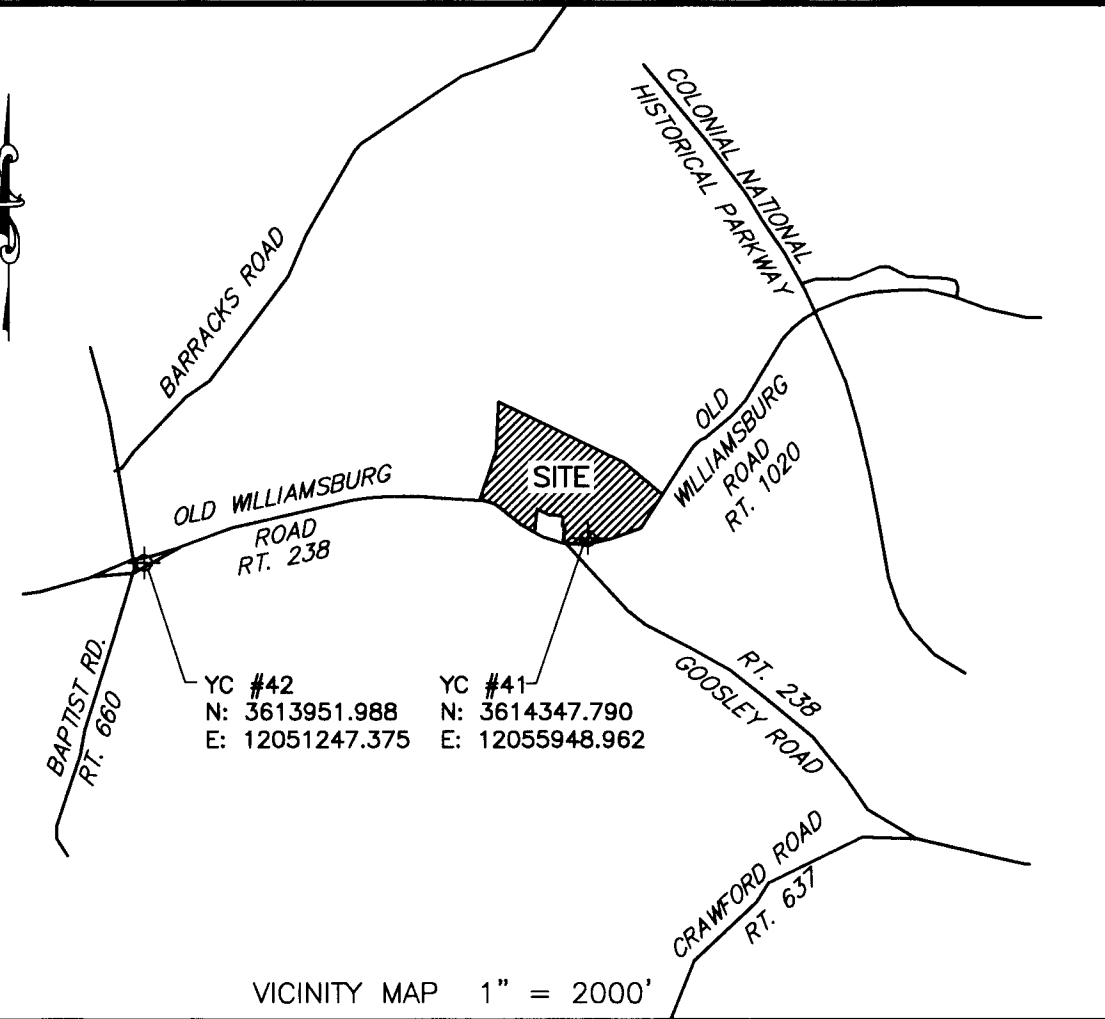 COLONIAL NATIONAL
HISTORICAL PARKWAY
BARRACKS ROAD
OLD
WILLIAMSBURG
ROAD
RT. 1020
SITE
OLD WILLIAMSBURG
ROAD
RT. 238
BAPTIST RD.
RT. 660
YC #42
N: 3613951.988
E: 12051247.375
YC #41
N: 3614347.790
E: 12055948.962
RT. 238
GOOSLEY ROAD
CRAWFORD ROAD
RT. 637
VICINITY MAP 1" = 2000'